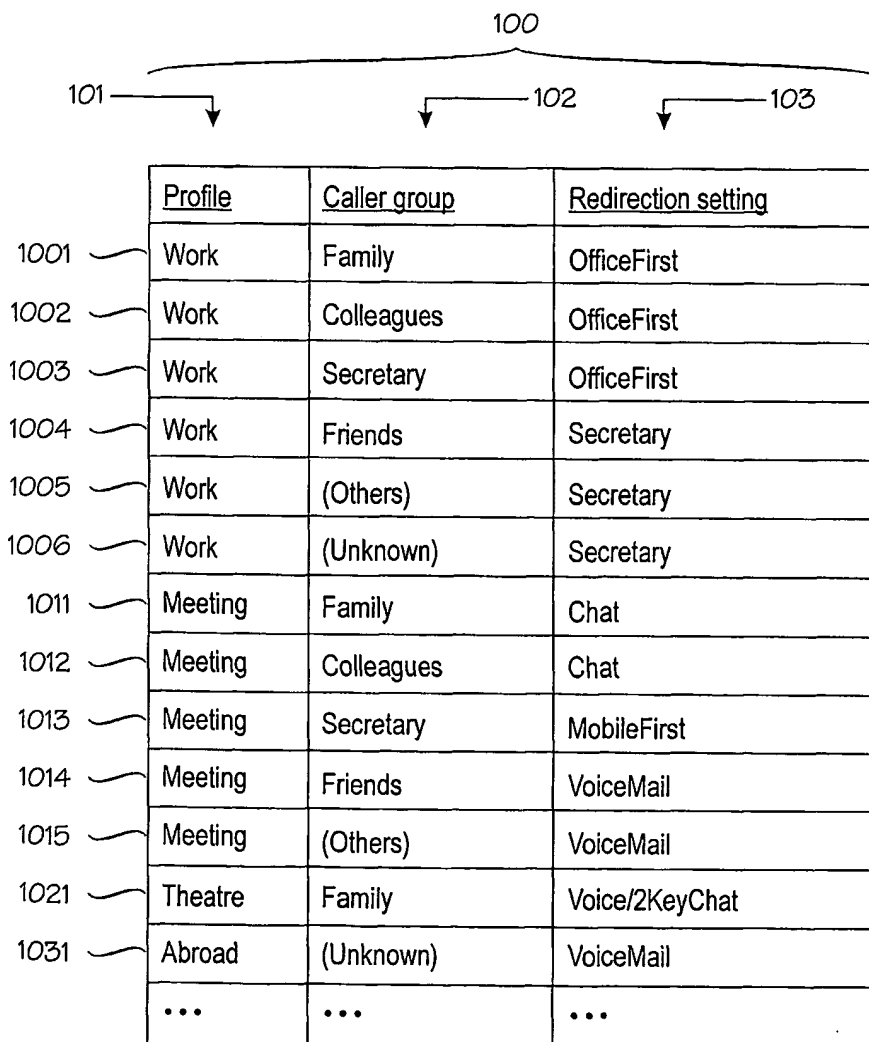 100
101 102 103
Profile Caller group Redirection setting
1001 Work Family OfficeFirst
1002 Work Colleagues OfficeFirst
1003 Work Secretary OfficeFirst
1004 Work Friends Secretary
1005 Work (Others) Secretary
1006 Work (Unknown) Secretary
1011 Meeting Family Chat
1012 Meeting Colleagues Chat
1013 Meeting Secretary MobileFirst
1014 Meeting Friends VoiceMail
1015 Meeting (Others) VoiceMail
1021 Theatre Family Voice/2KeyChat
1031 Abroad (Unknown) VoiceMail
••• ••• •••